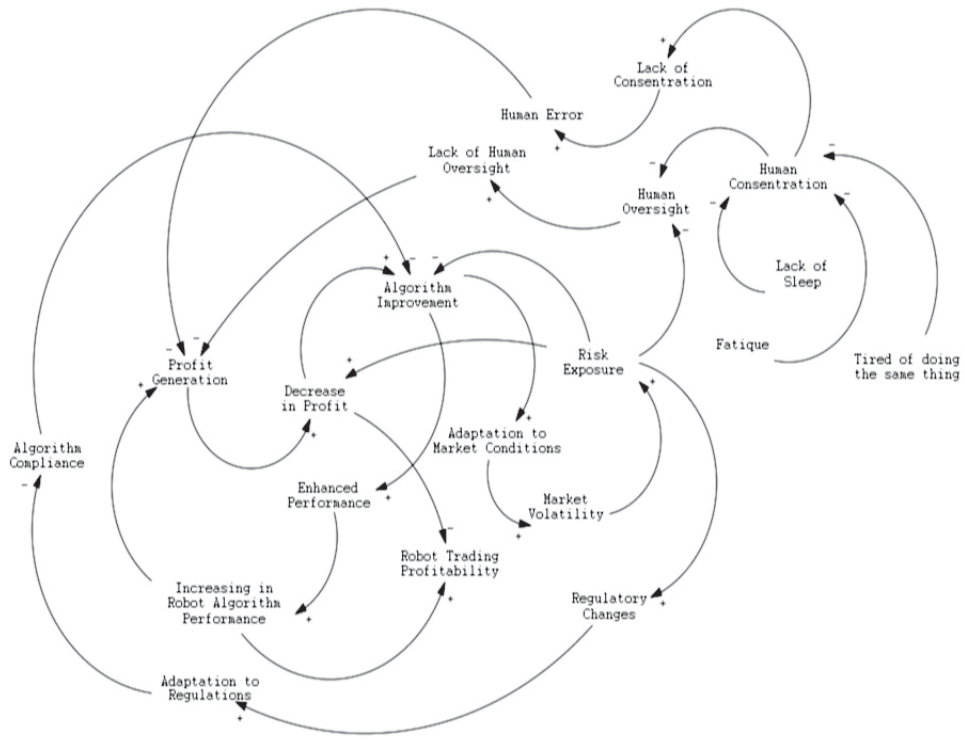 Lack of
Consentration
Human Error
Lack of Human
Oversight
Human
Consentration
Human
Oversight
Lack of
Sleep
Algorithm
Improvement
Fatique
Risk
Exposure
Tired of doing
the same thing
Profit
Generation
Decrease
in Profit
Adaptation to
Market Conditions
Algorithm
Compliance
Enhanced
Performance
Market
Volatility
Robot Trading
Profitability
Increasing in
Robot Algorithm
Performance
Regulatory
Changes
Adaptation to
Regulations